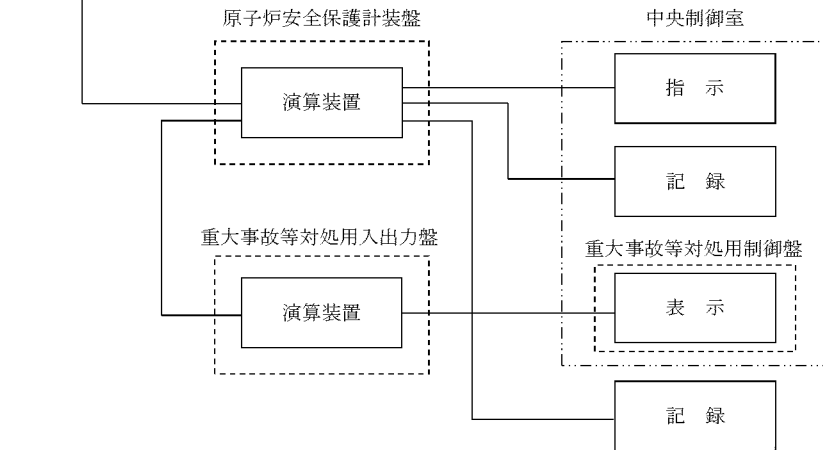 原子炉安全保護計装盤
中央制御室
演算装置
指 示
記 録
重大事故等対処用入出力盤
重大事故等対処用制御盤
演算装置
表 示
記 録